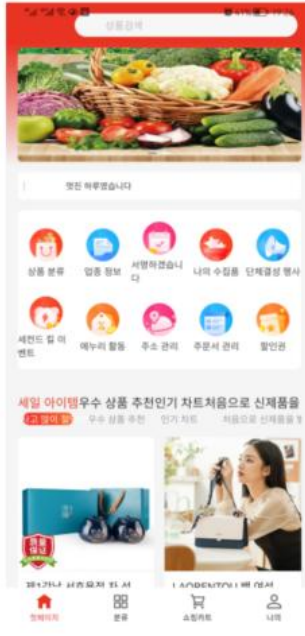 상품검색
멋진 하루였습니다
상품 분류
업종 정보
서명하겠습니
다
나의 수집품
단체결성 행사
세컨드 킬 이
벤트
에누리 활동
주소 관리
주문서 관리
할인권
세일 아이템우수 상품 추천인기 차트처음으로 신제품을
우수 상품 추천
인기 차트
처음으로 신제품을
첫페이지
분류
쇼핑카트
나의